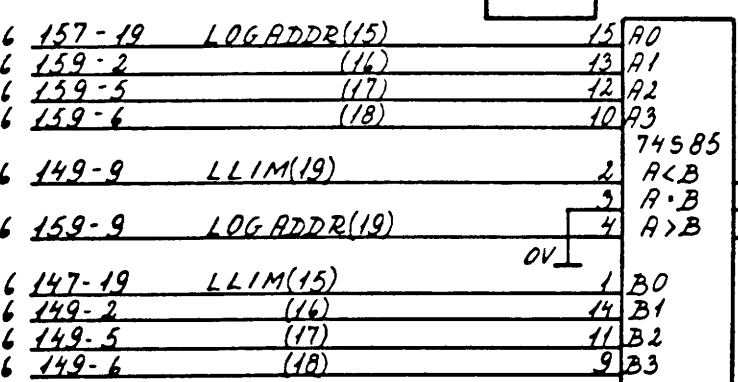 6 157-19 LOGADDR(15) 15 A0
6 159-2 (16) 13 A1
6 159-5 (17) 12 A2
6 159-6 (18) 10 A3
74S85
6 149-9 LLIM(19) 2 A<B
3 A·B
6 159-9 LOGADDR(19) 4 A>B
0V
6 147-19 LLIM(15) 1 B0
6 149-2 (16) 14 B1
6 149-5 (17) 11 B2
6 149-6 (18) 9 B3